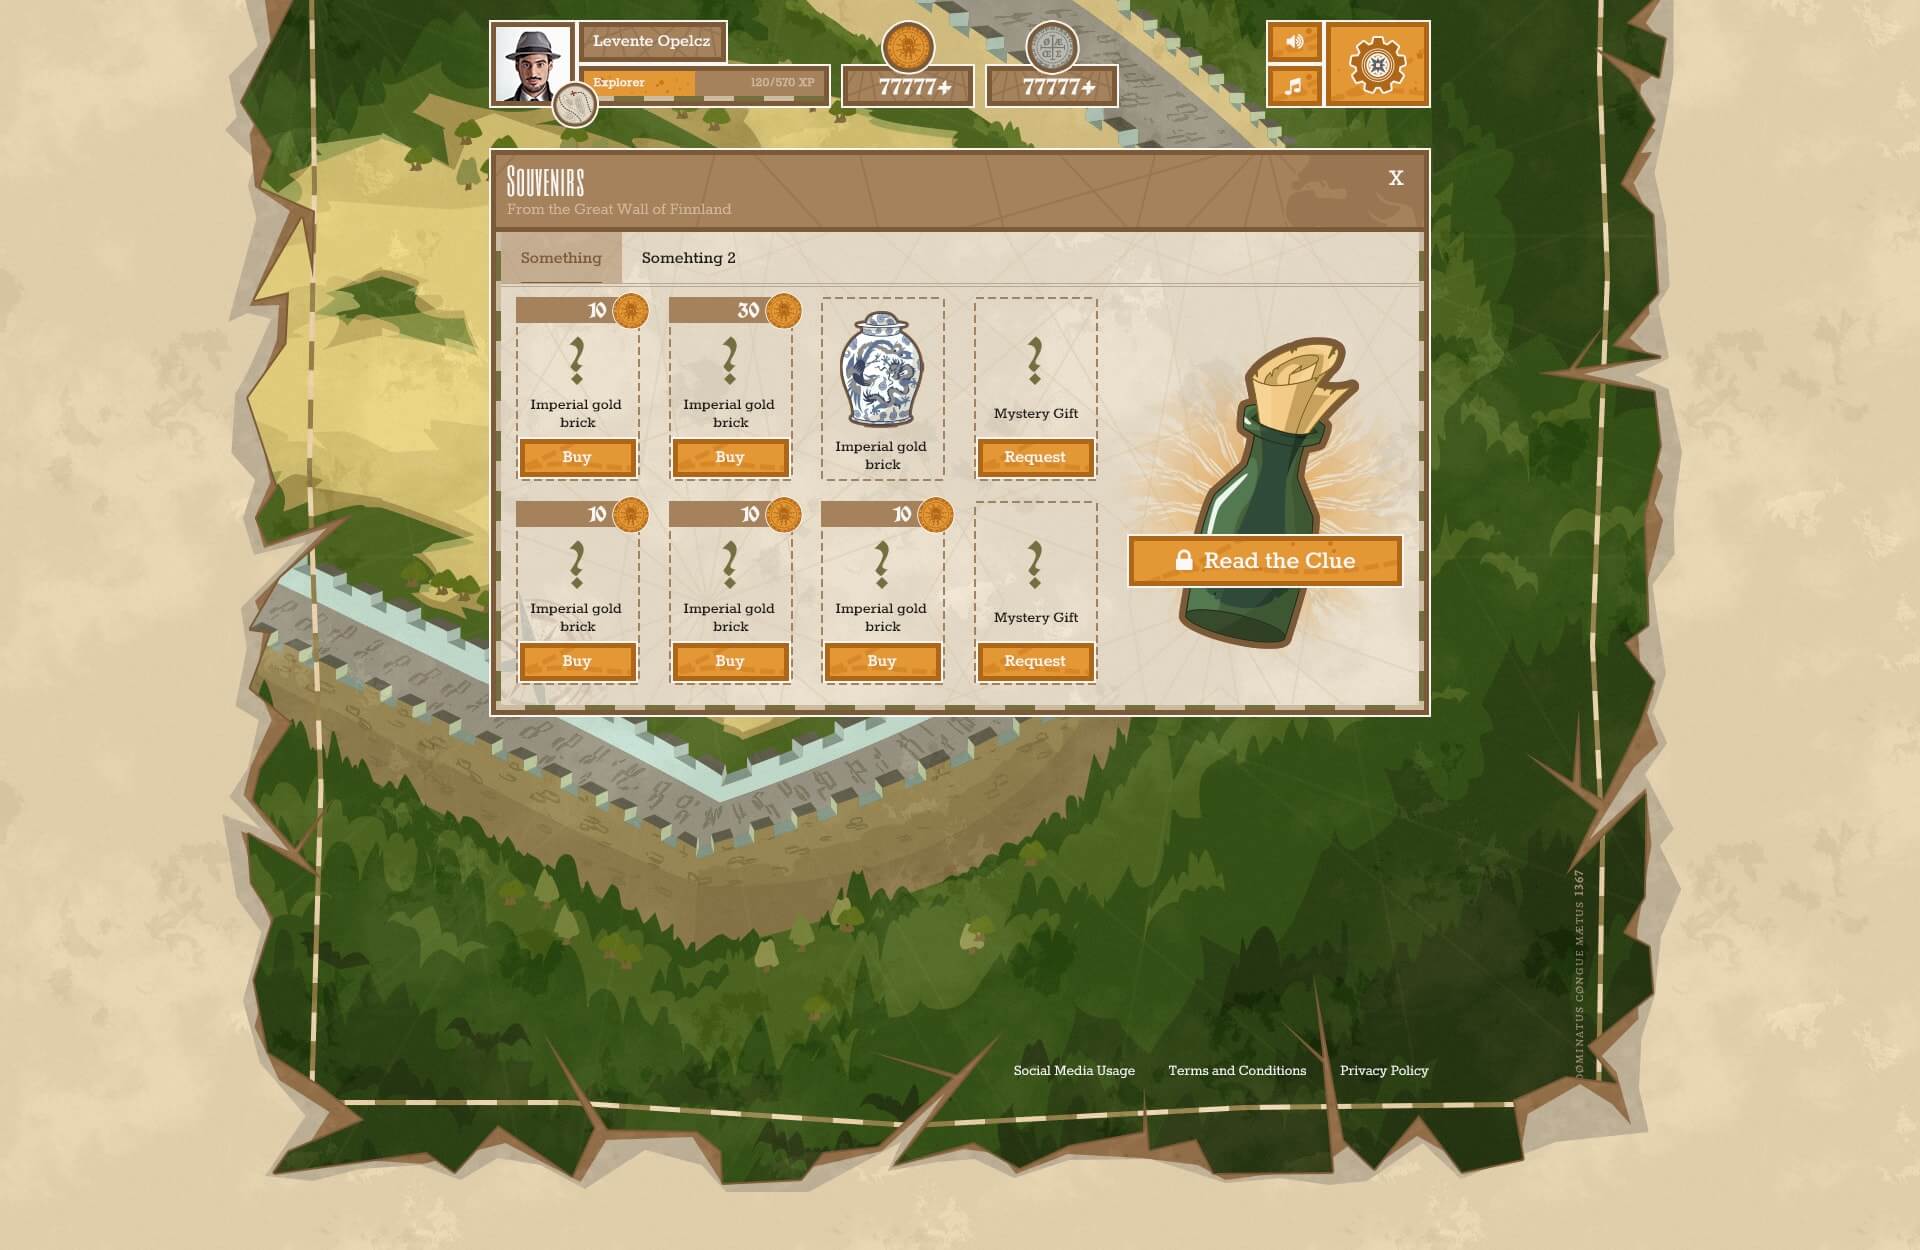 Levente Opelcz
Explorer
120/570 XP
77777+
77777+
Souvenirs
X
From the Great Wall of Finnland
Something
Somehting 2
10
30
?
?
?
Imperial gold
brick
Imperial gold
brick
Imperial gold
brick
Mystery Gift
Buy
Buy
Request
10
10
10
?
?
?
?
Imperial gold
brick
Imperial gold
brick
Imperial gold
brick
Mystery Gift
Buy
Buy
Buy
Request
Read the Clue
DØMINATUS CØNGUE MÆTUS 1367
Social Media Usage
Terms and Conditions
Privacy Policy